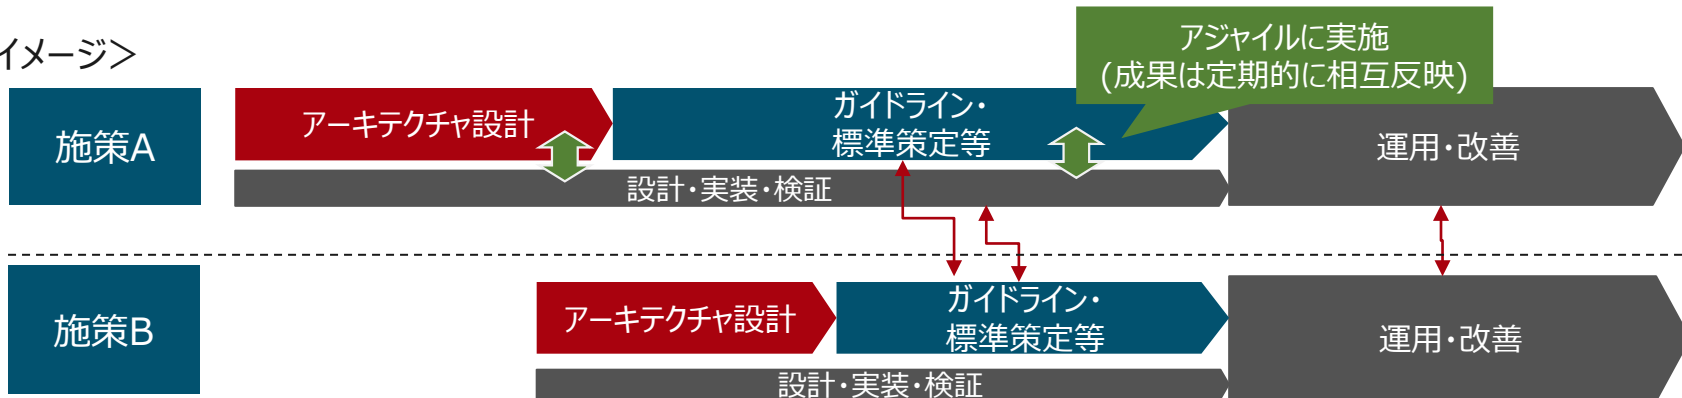 イメージ＞
アジャイルに実施
(成果は定期的に相互反映)
施策A
アーキテクチャ設計
ガイドライン・
標準策定等
運用・改善
設計・実装・検証
施策B
アーキテクチャ設計
ガイドライン・
標準策定等
運用・改善
設計・実装・検証